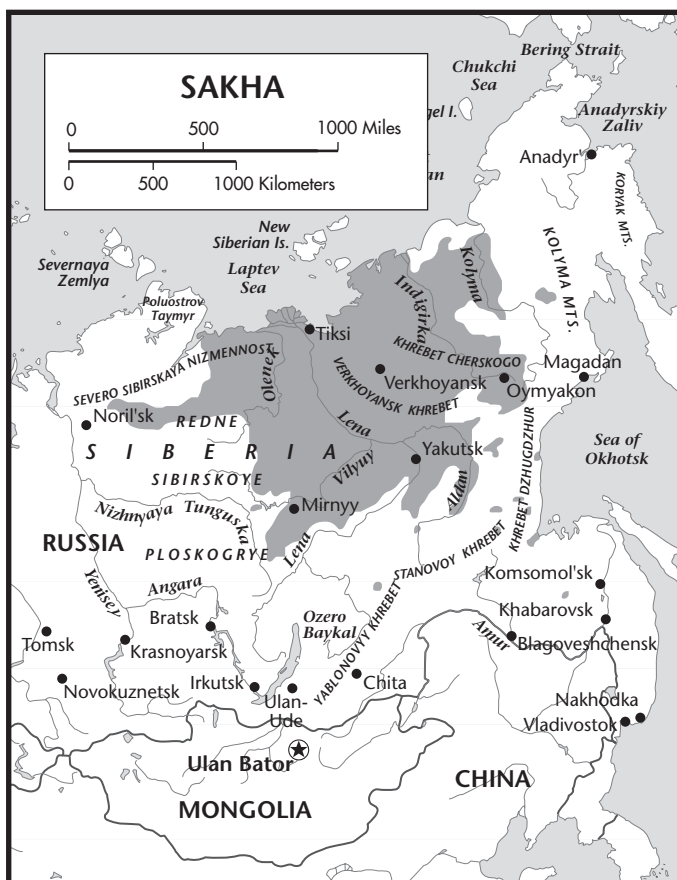 Bering Strait
Chukchi
Sea
SAKHA
gel I.
Anadyrskiy
Zaliv
0 500 1000 Miles
0 500 1000 Kilometers
an
Anadyr'
KORYAK MTS.
New
Siberian Is.
Severnaya
Zemlya
Laptev
Sea
Kolyma
KOLYMA MTS.
Indigirka
Poluostrov
Taymyr
Tiksi
KHREBET CHERSKOGO
SEVERO SIBIRSKAYA NIZMENNOST
Olenek
Magadan
Verkhoyansk
Oymyakon
VERKHOYANSK KHREBET
Noril'sk
REDNE
Lena
SIBERIA
Sea of
Okhotsk
Yakutsk
Vilyuy
SIBIRSKOYE
Aldan
KHREBET DZHUGDZHUR
Mirnyy
Nizhnyaya Tunguska
RUSSIA
PLOSKOGRYE
Lena
STANOVOY KHREBET
Yenisey
Angara
Komsomol'sk
Bratsk
Ozero
Baykal
Khabarovsk
Tomsk
Krasnoyarsk
YABLONOVYY KHREBET
Amur
Blagoveshchensk
Novokuznetsk
Irkutsk
Ulan-
Ude
Chita
Nakhodka
Vladivostok
Ulan Bator
CHINA
MONGOLIA